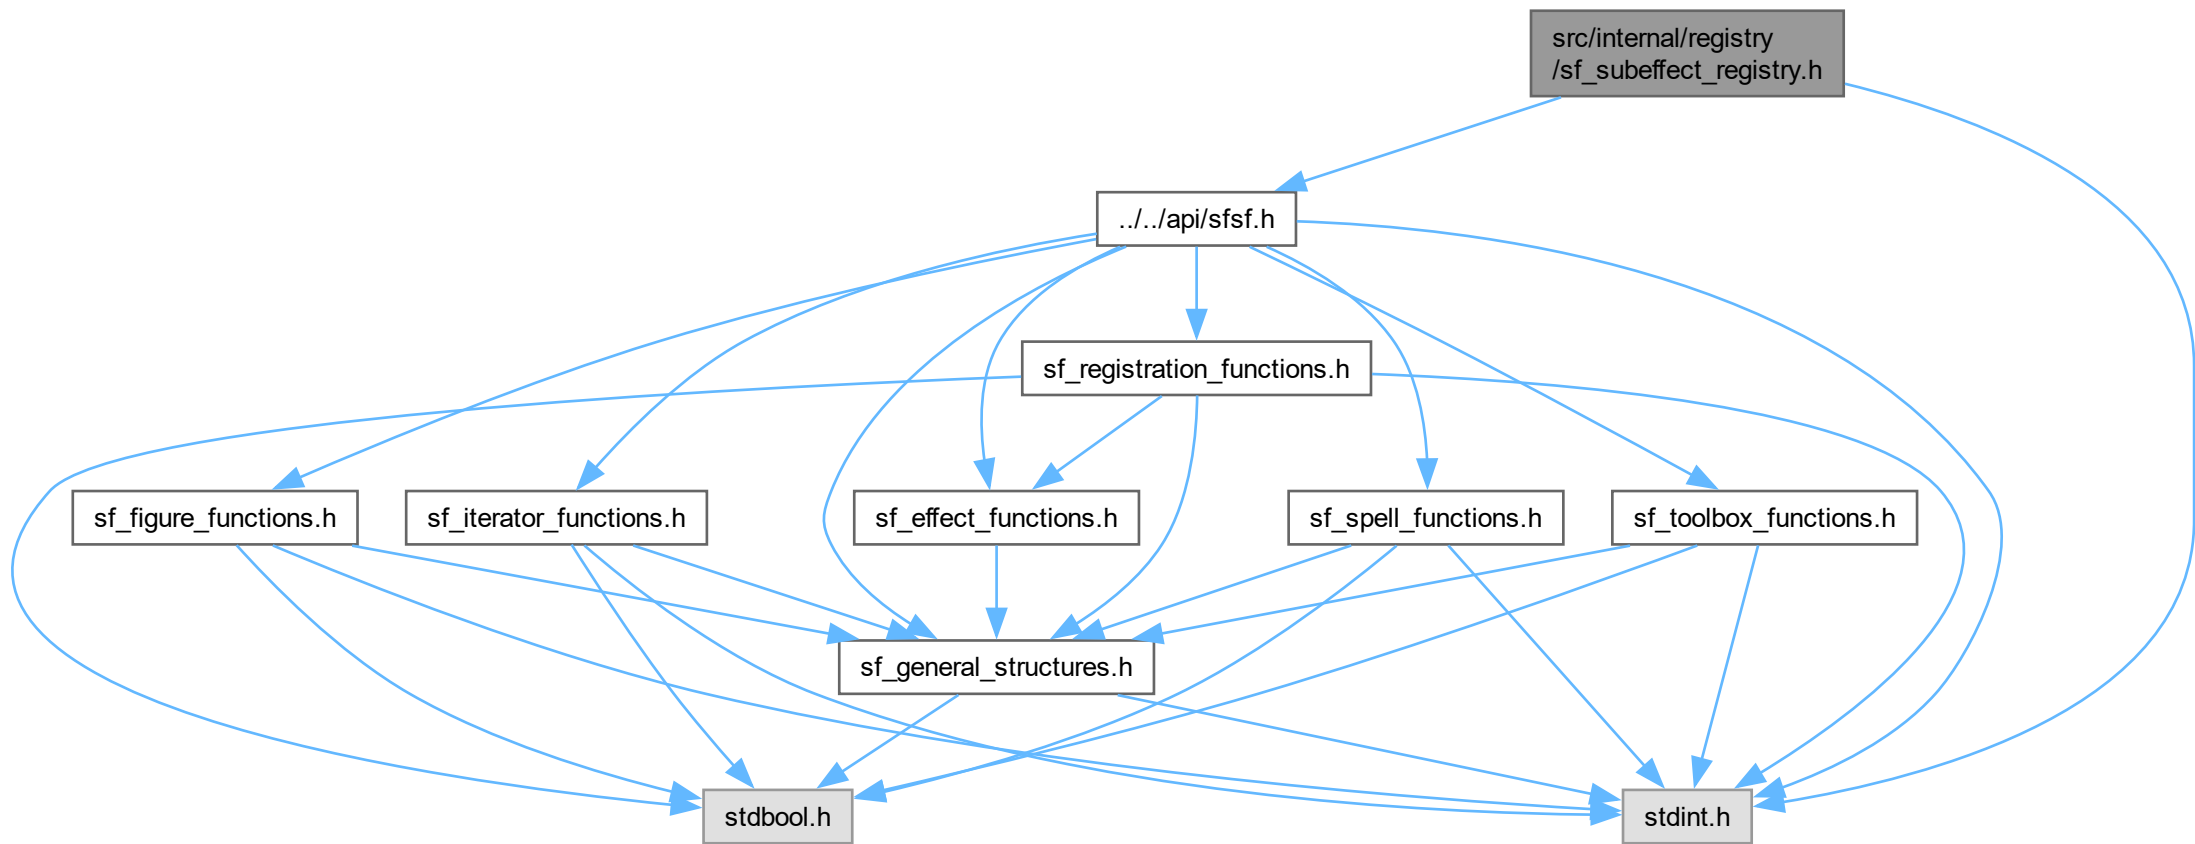 src/internal/registry
/sf_subeffect_registry.h
../../api/sfsf.h
sf_registration_functions.h
sf_figure_functions.h
sf_iterator_functions.h
sf_effect_functions.h
sf_spell_functions.h
sf_toolbox_functions.h
sf_general_structures.h
stdbool.h
stdint.h